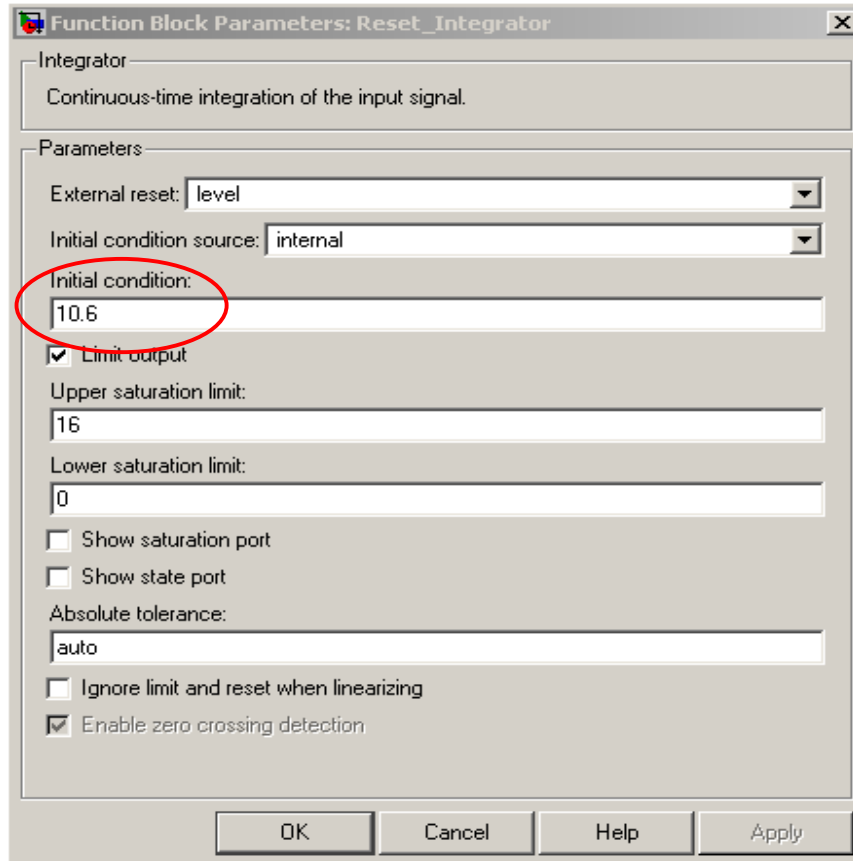 Function Block Parameters: Reset_Integrator
Integrator
Continuous-time integration of the input signal.
Parameters
External reset: level
Initial condition source: internal
Initial condition:
10.6
Limit output
Upper saturation limit:
16
Lower saturation limit:
0
Show saturation port
Show state port
Absolute tolerance:
auto
Ignore limit and reset when linearizing
Enable zero crossing detection
OK Cancel Help Apply